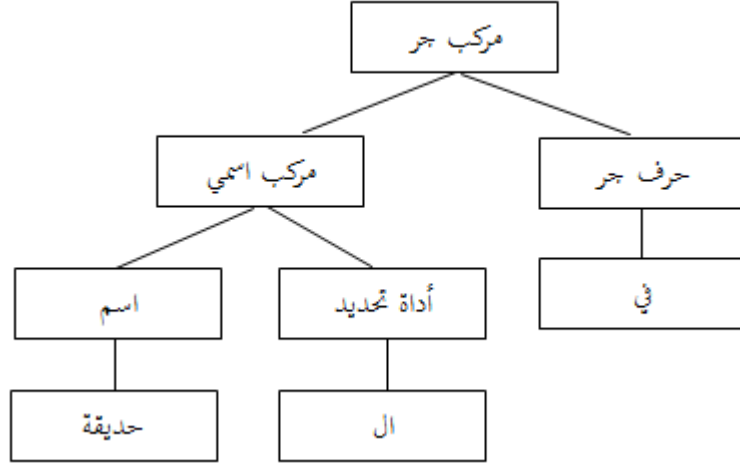 مركب جر
حرف جر
مركب اسمي
في
أداة تحديد
اسم
ال
حديقة